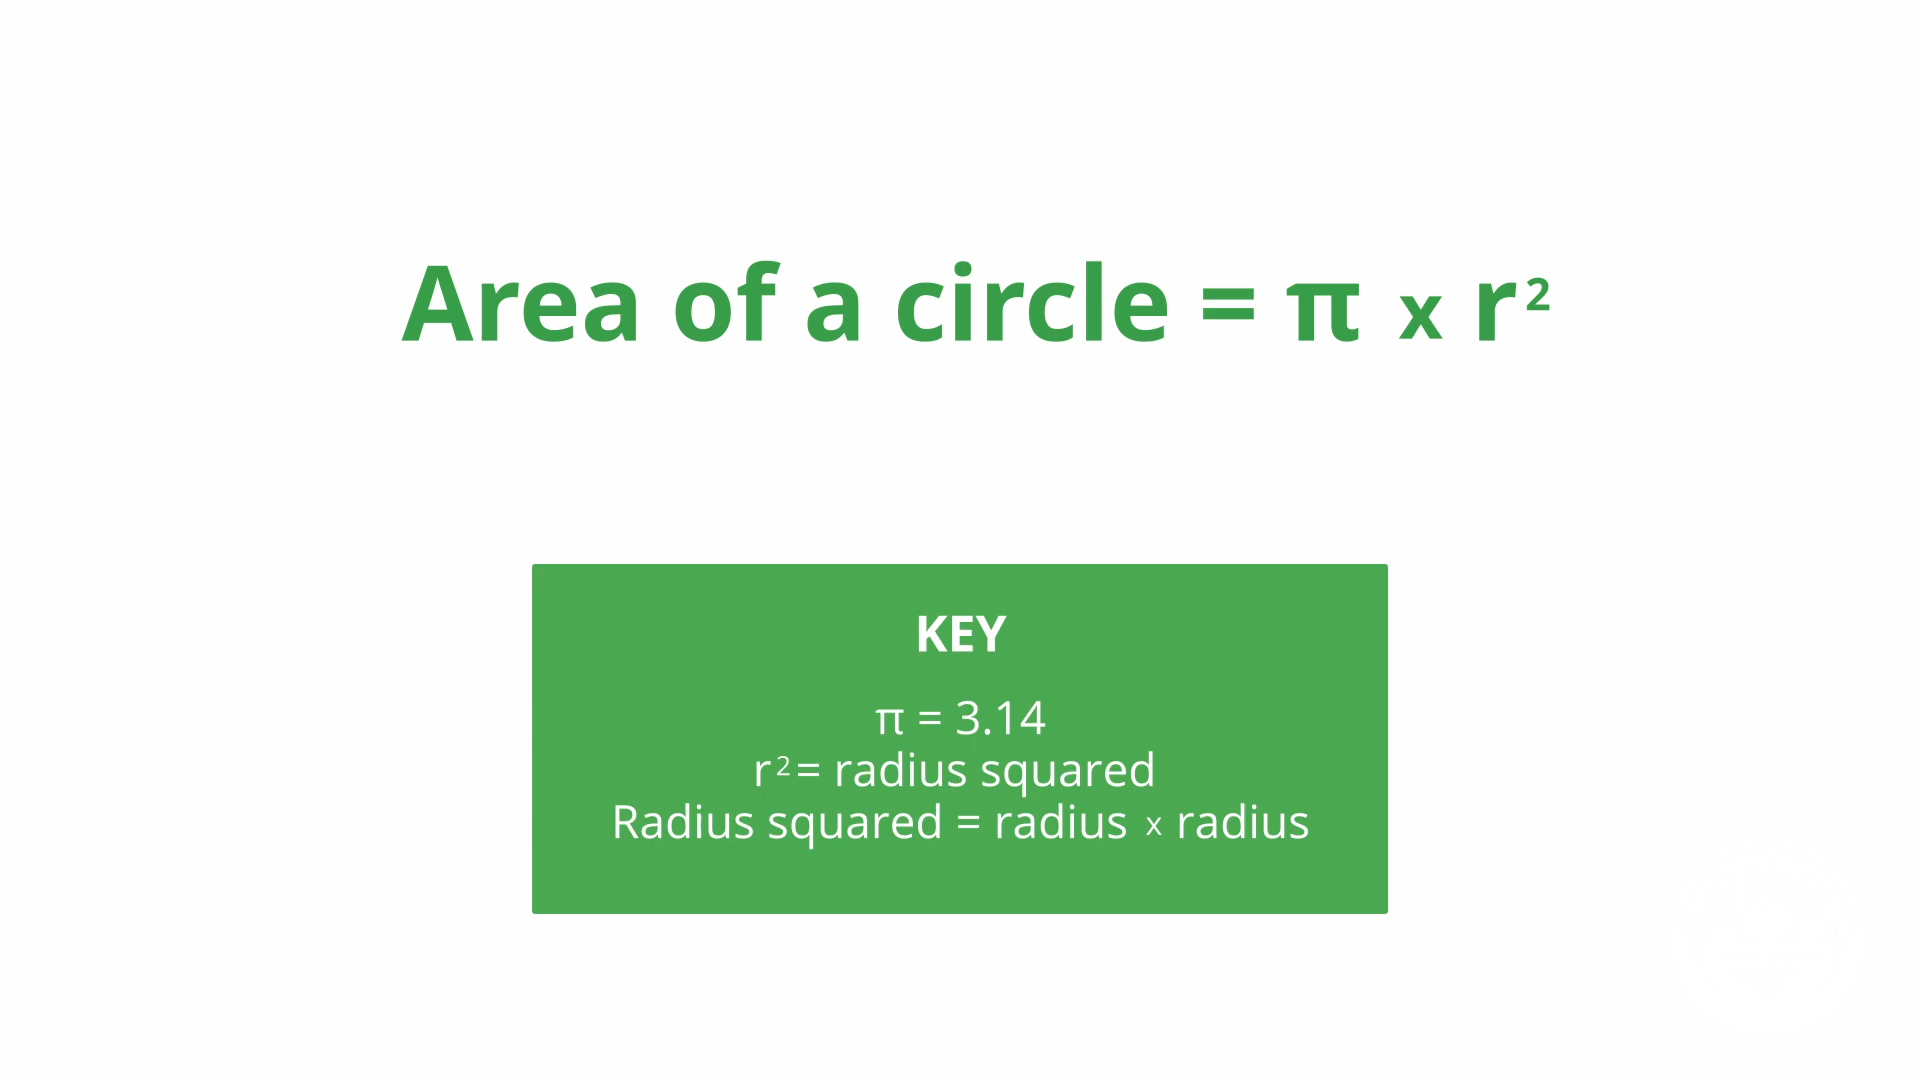 Area of a circle = π x r²
KEY
π = 3.14
r² = radius squared
Radius squared = radius x radius